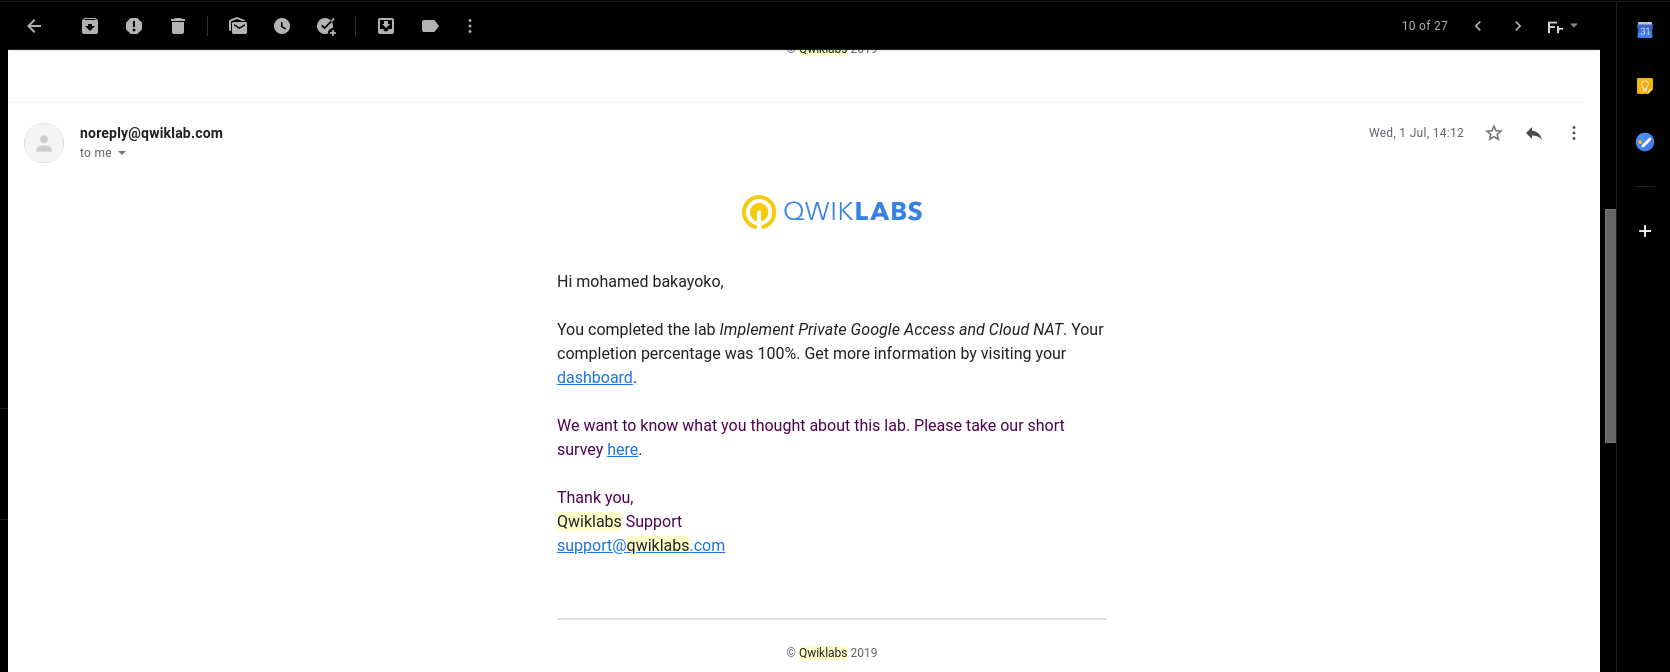 10 of 27
31
© Qwiklabs 2019
noreply@qwiklab.com
Wed, 1 Jul, 14:12
to me
QWIKLABS
Hi mohamed bakayoko,
You completed the lab Implement Private Google Access and Cloud NAT. Your
completion percentage was 100%. Get more information by visiting your
dashboard.
We want to know what you thought about this lab. Please take our short
survey here.
Thank you,
Qwiklabs Support
support@qwiklabs.com
© Qwiklabs 2019